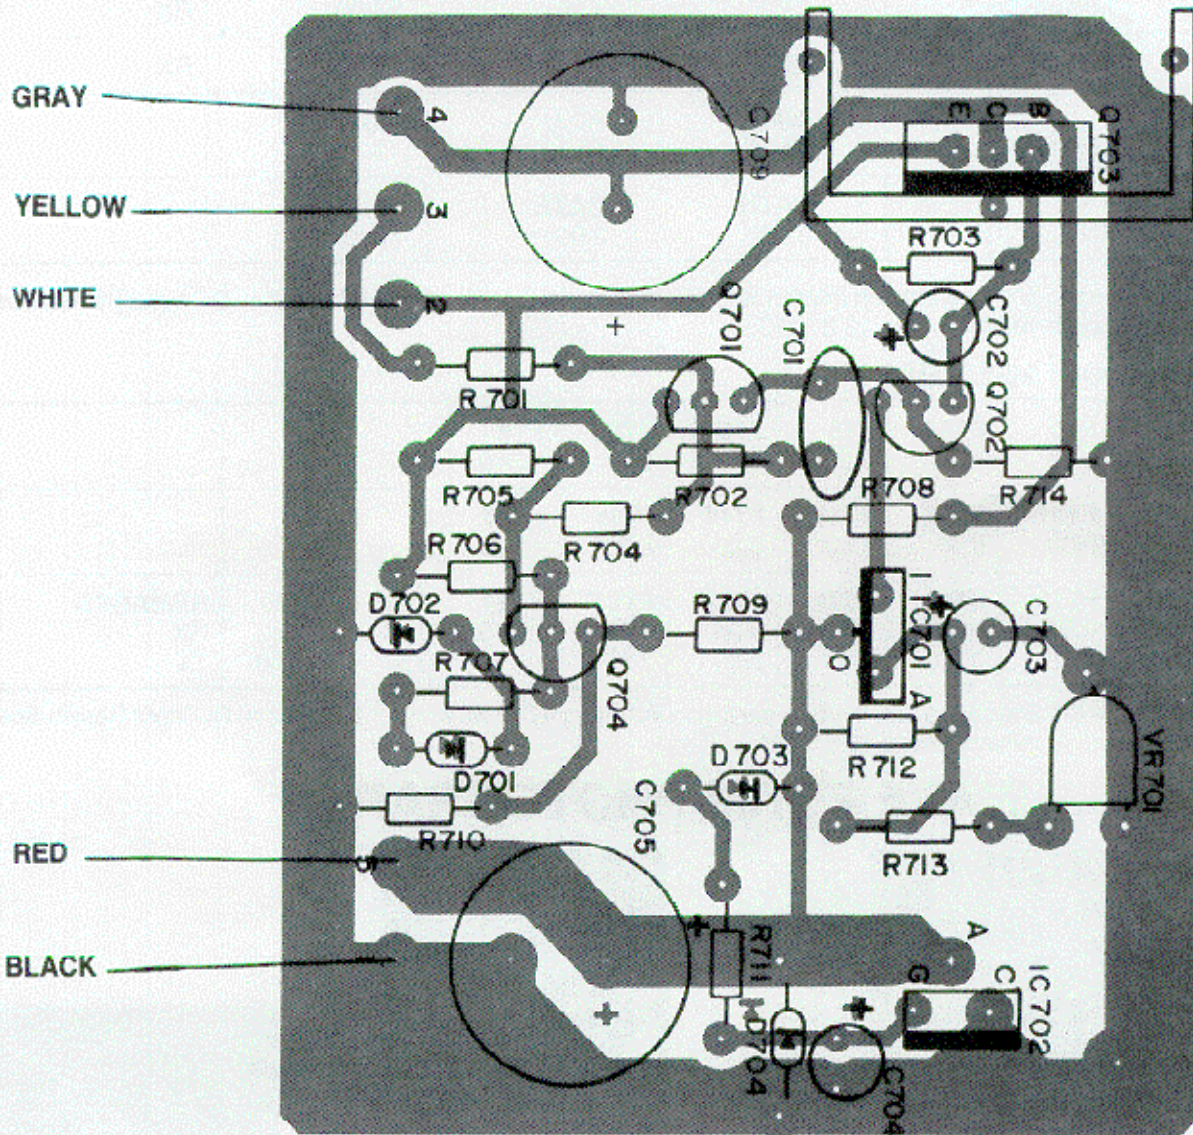 GRAY
4
C709
E C B
Q703
YELLOW
3
R703
WHITE
2
+
Q701
C701
+
C702
Q702
R701
R705
R702
R708
R714
R706
R704
D702
R709
I
IC701
+
C703
O
R707
Q704
A
D701
D703
R712
VR701
C705
R710
R713
RED
5
+
R711
A
BLACK
G C
IC702
+
D704
+
C704